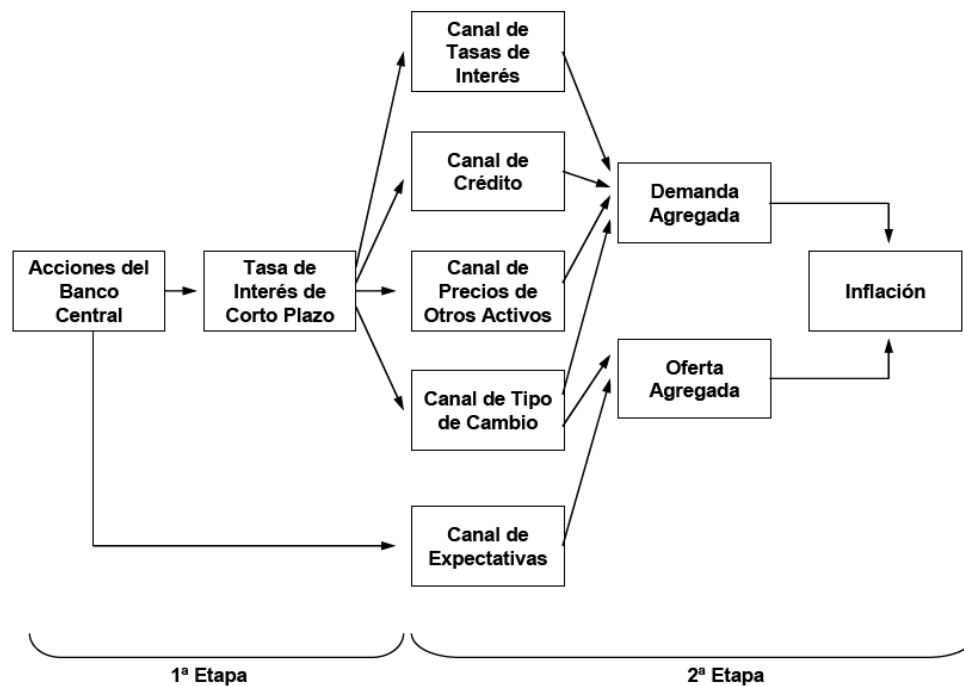 Canal de
Tasas de
Interés
Canal de
Crédito
Demanda
Agregada
Acciones del
Banco
Central
Tasa de
Interés de
Corto Plazo
Canal de
Precios de
Otros Activos
Inflación
Oferta
Agregada
Canal de Tipo
de Cambio
Canal de
Expectativas
1ª Etapa
2ª Etapa